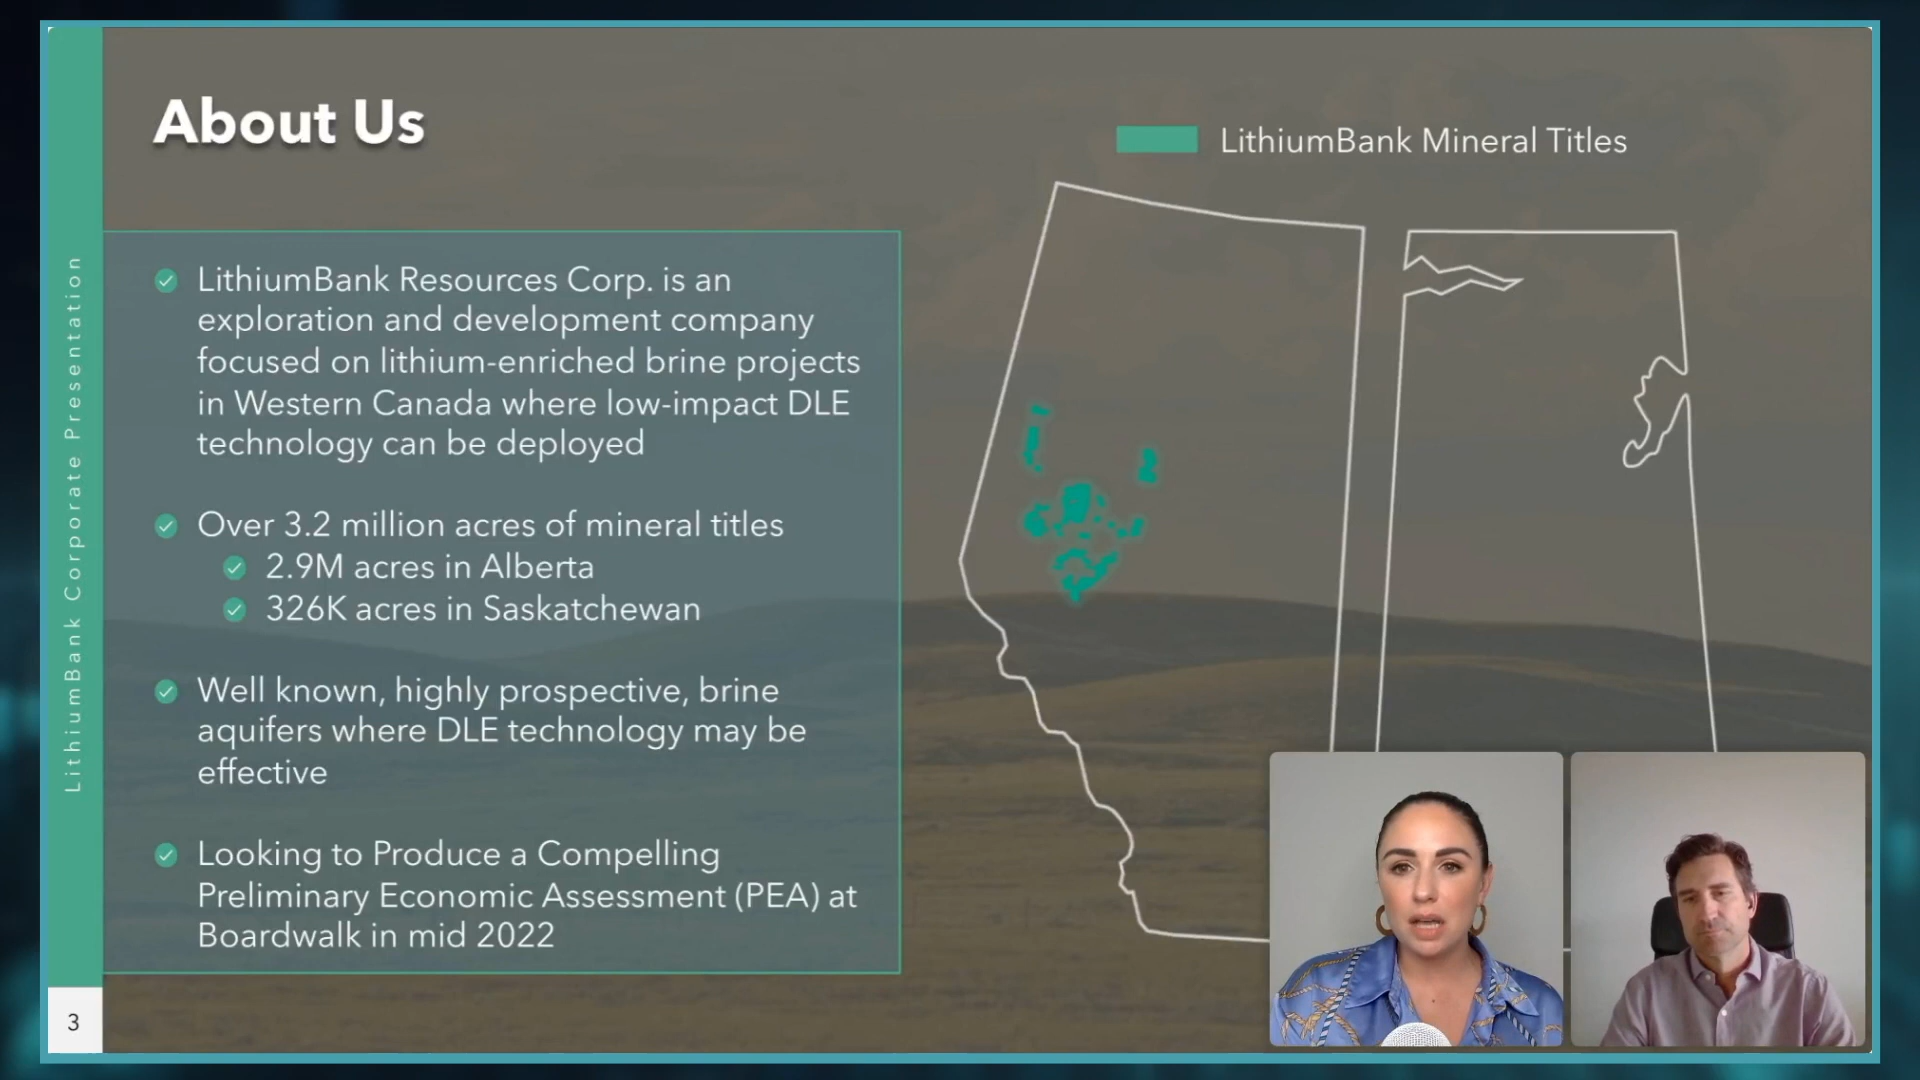 About Us
LithiumBank Mineral Titles
LithiumBank Corporate Presentation
LithiumBank Resources Corp. is an
exploration and development company
focused on lithium-enriched brine projects
in Western Canada where low-impact DLE
technology can be deployed
Over 3.2 million acres of mineral titles
2.9M acres in Alberta
326K acres in Saskatchewan
Well known, highly prospective, brine
aquifers where DLE technology may be
effective
Looking to Produce a Compelling
Preliminary Economic Assessment (PEA) at
Boardwalk in mid 2022
3